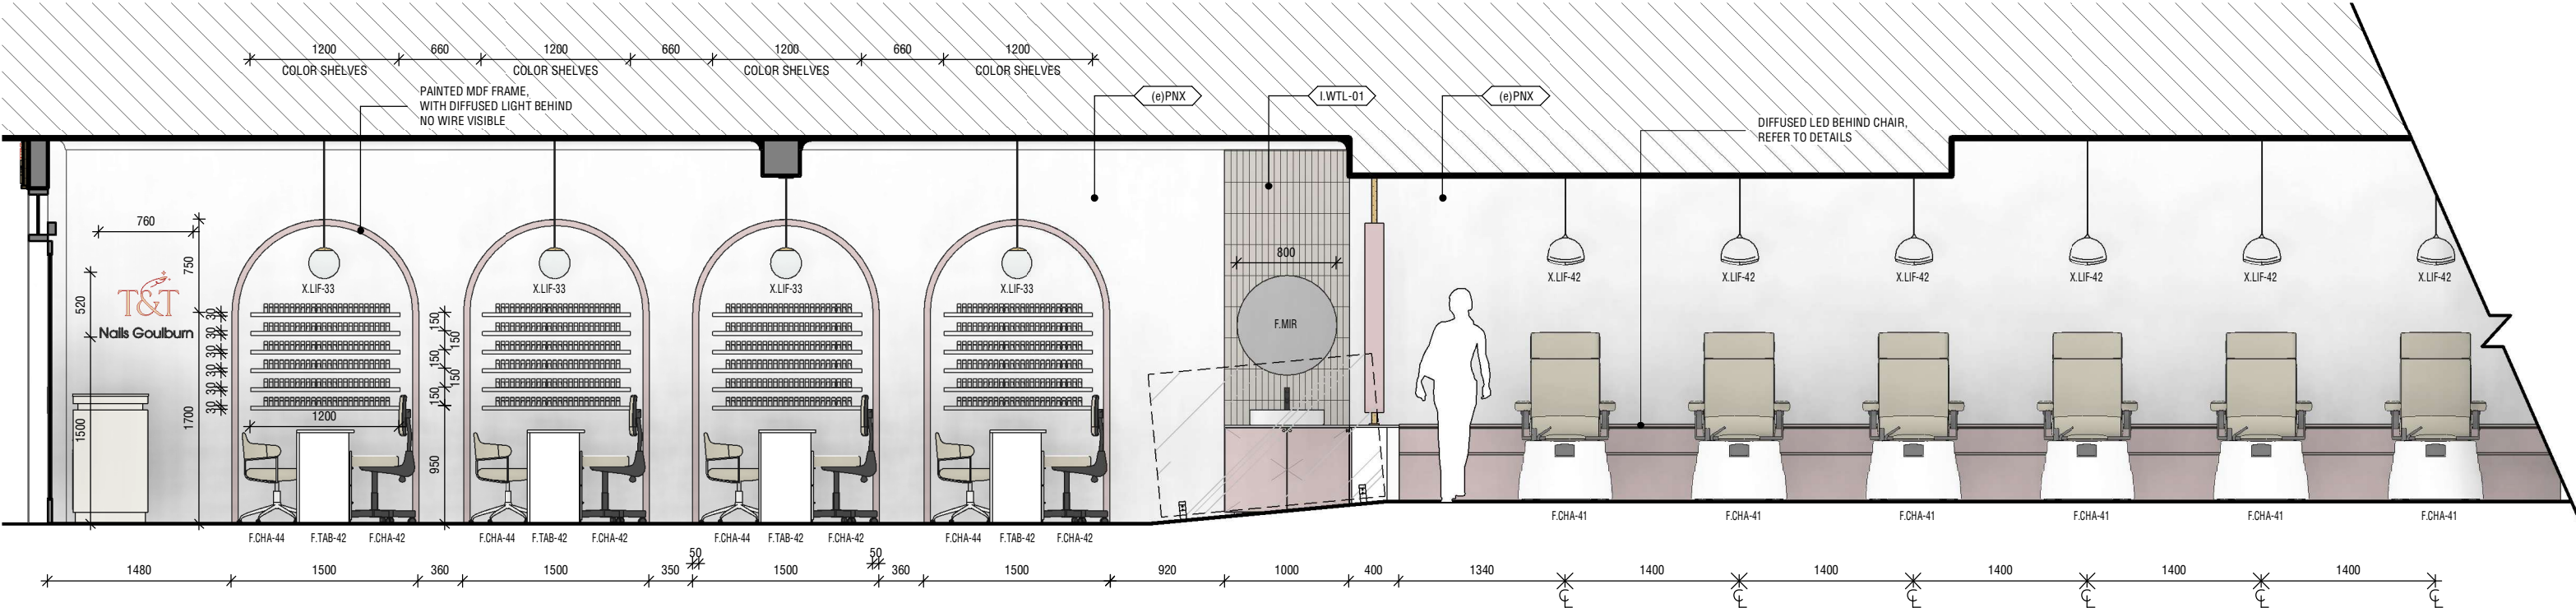 1200 660 1200 660 1200 660 1200
COLOR SHELVES COLOR SHELVES COLOR SHELVES COLOR SHELVES
PAINTED MDF FRAME,
WITH DIFFUSED LIGHT BEHIND
NO WIRE VISIBLE
(e)PNX I.WTL-01 (e)PNX
DIFFUSED LED BEHIND CHAIR,
REFER TO DETAILS
760
750
520
1500
1700
T&T
Nails Goulburn
30
30
30
30
30
30
X.LIF-33 X.LIF-33 X.LIF-33 X.LIF-33
150
150
150
150
150
950
1200
800
F.MIR
X.LIF-42 X.LIF-42 X.LIF-42 X.LIF-42 X.LIF-42 X.LIF-42
F.CHA-41 F.CHA-41 F.CHA-41 F.CHA-41 F.CHA-41 F.CHA-41
F.CHA-44 F.TAB-42 F.CHA-42 F.CHA-44 F.TAB-42 F.CHA-42 F.CHA-44 F.TAB-42 F.CHA-42 F.CHA-44 F.TAB-42 F.CHA-42
50 50
1480 1500 360 1500 350 1500 360 1500 920 1000 400 1340 1400 1400 1400 1400 1400
℄ ℄ ℄ ℄ ℄ ℄